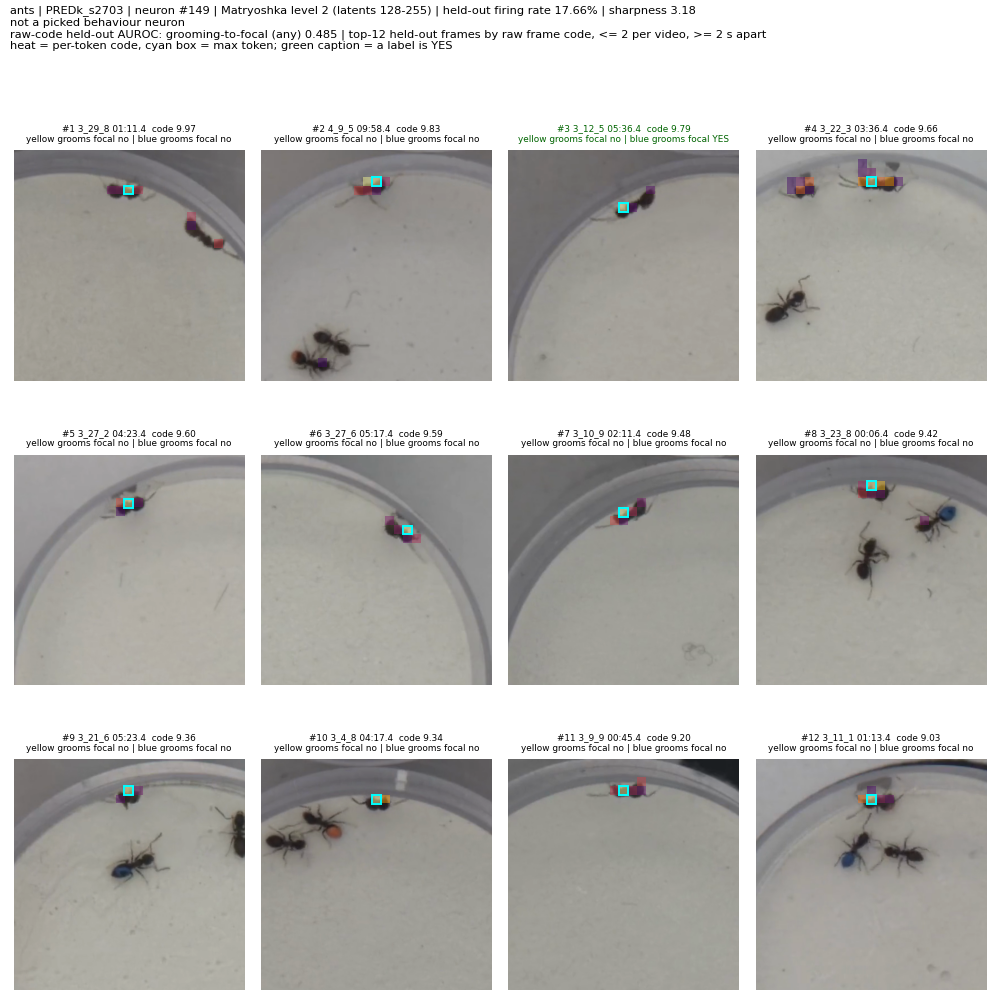 ants | PREDk_s2703 | neuron #149 | Matryoshka level 2 (latents 128-255) | held-out firing rate 17.66% | sharpness 3.18
not a picked behaviour neuron
raw-code held-out AUROC: grooming-to-focal (any) 0.485 | top-12 held-out frames by raw frame code, <= 2 per video, >= 2 s apart
heat = per-token code, cyan box = max token; green caption = a label is YES
#1 3_29_8 01:11.4 code 9.97
yellow grooms focal no | blue grooms focal no
#2 4_9_5 09:58.4 code 9.83
yellow grooms focal no | blue grooms focal no
#3 3_12_5 05:36.4 code 9.79
yellow grooms focal no | blue grooms focal YES
#4 3_22_3 03:36.4 code 9.66
yellow grooms focal no | blue grooms focal no
#5 3_27_2 04:23.4 code 9.60
yellow grooms focal no | blue grooms focal no
#6 3_27_6 05:17.4 code 9.59
yellow grooms focal no | blue grooms focal no
#7 3_10_9 02:11.4 code 9.48
yellow grooms focal no | blue grooms focal no
#8 3_23_8 00:06.4 code 9.42
yellow grooms focal no | blue grooms focal no
#9 3_21_6 05:23.4 code 9.36
yellow grooms focal no | blue grooms focal no
#10 3_4_8 04:17.4 code 9.34
yellow grooms focal no | blue grooms focal no
#11 3_9_9 00:45.4 code 9.20
yellow grooms focal no | blue grooms focal no
#12 3_11_1 01:13.4 code 9.03
yellow grooms focal no | blue grooms focal no